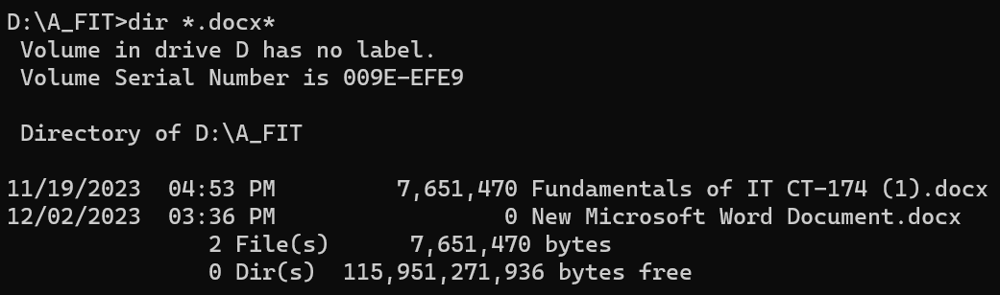 D:\A_FIT>dir *.docx*
Volume in drive D has no label.
Volume Serial Number is 009E-EFE9
Directory of D:\A_FIT
11/19/2023  04:53 PM         7,651,470 Fundamentals of IT CT-174 (1).docx
12/02/2023  03:36 PM                 0 New Microsoft Word Document.docx
2 File(s)      7,651,470 bytes
0 Dir(s)  115,951,271,936 bytes free